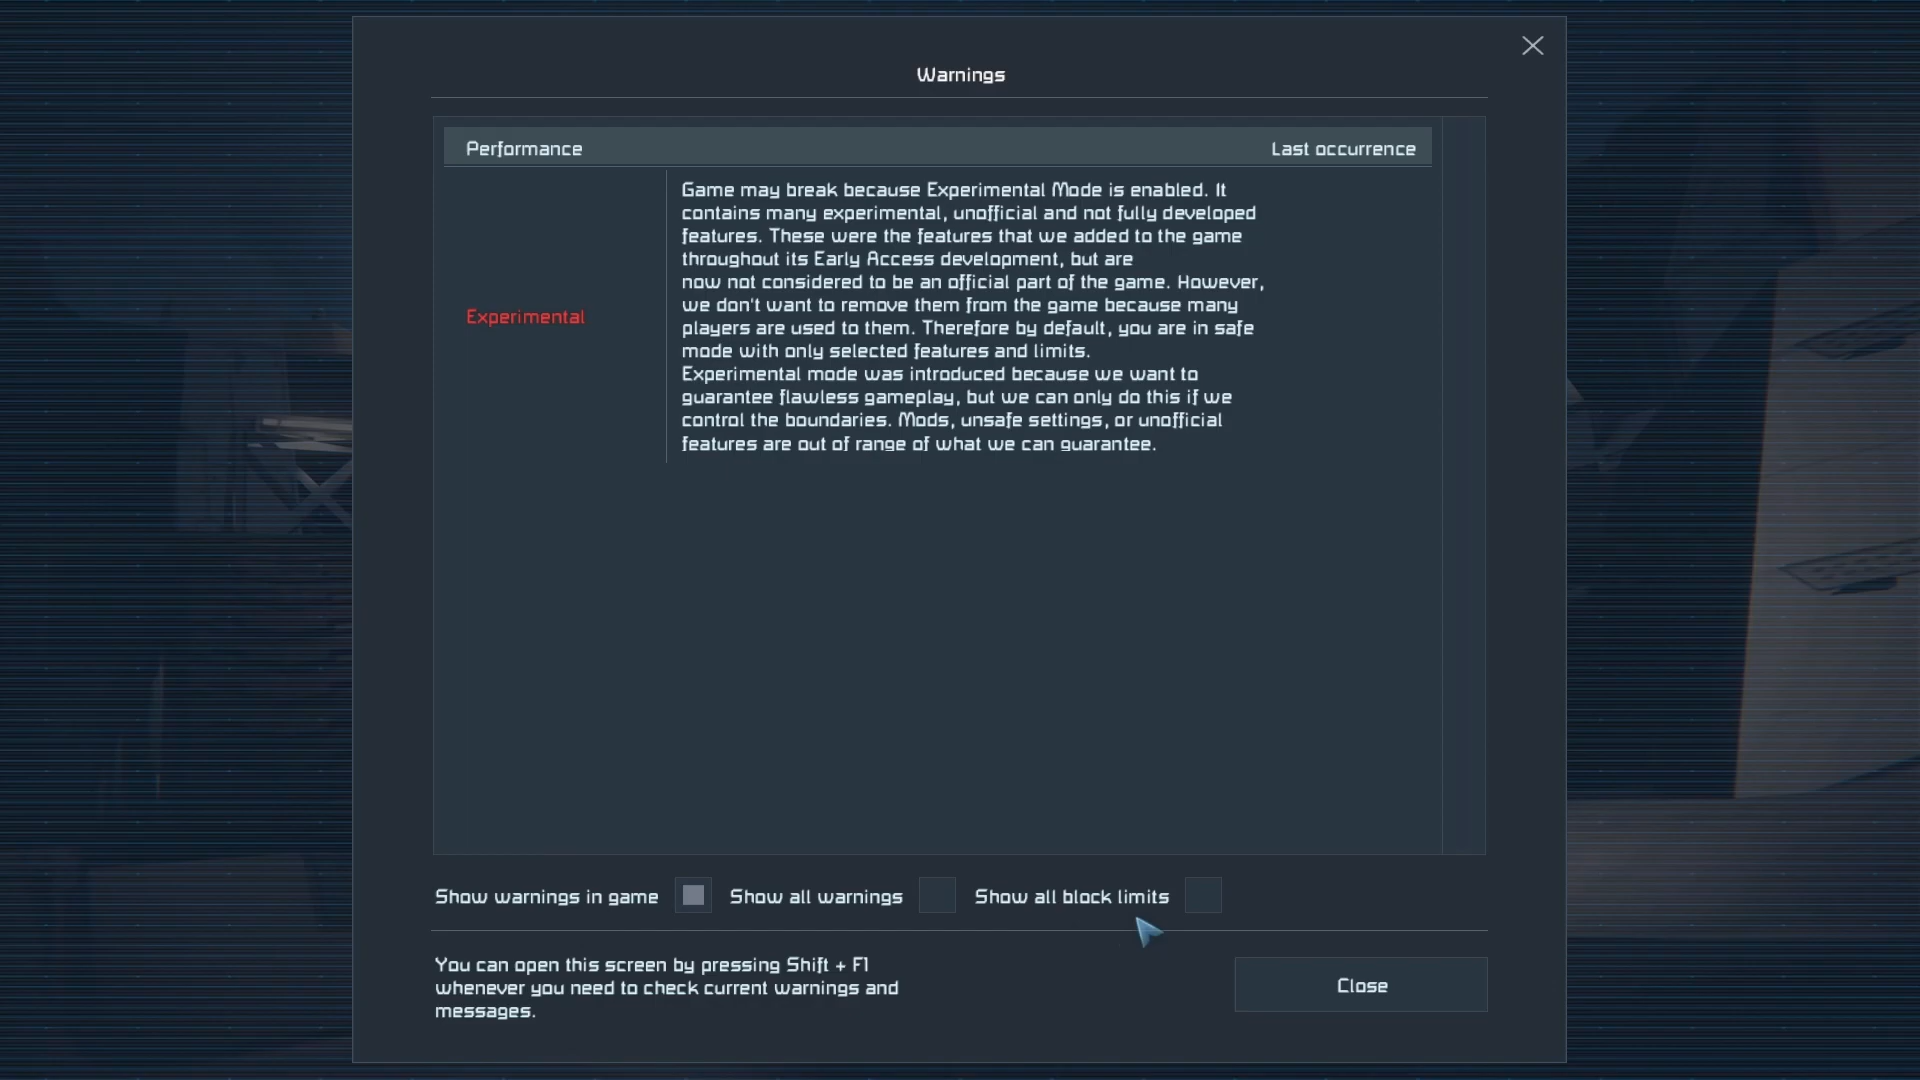 Warnings
Performance
Last occurrence
Experimental
Game may break because Experimental Mode is enabled. It
contains many experimental, unofficial and not fully developed
features. These were the features that we added to the game
throughout its Early Access development, but are
now not considered to be an official part of the game. However,
we don't want to remove them from the game because many
players are used to them. Therefore by default, you are in safe
mode with only selected features and limits.
Experimental mode was introduced because we want to
guarantee flawless gameplay, but we can only do this if we
control the boundaries. Mods, unsafe settings, or unofficial
features are out of range of what we can guarantee.
Show warnings in game
Show all warnings
Show all block limits
You can open this screen by pressing Shift + F1
whenever you need to check current warnings and
messages.
Close